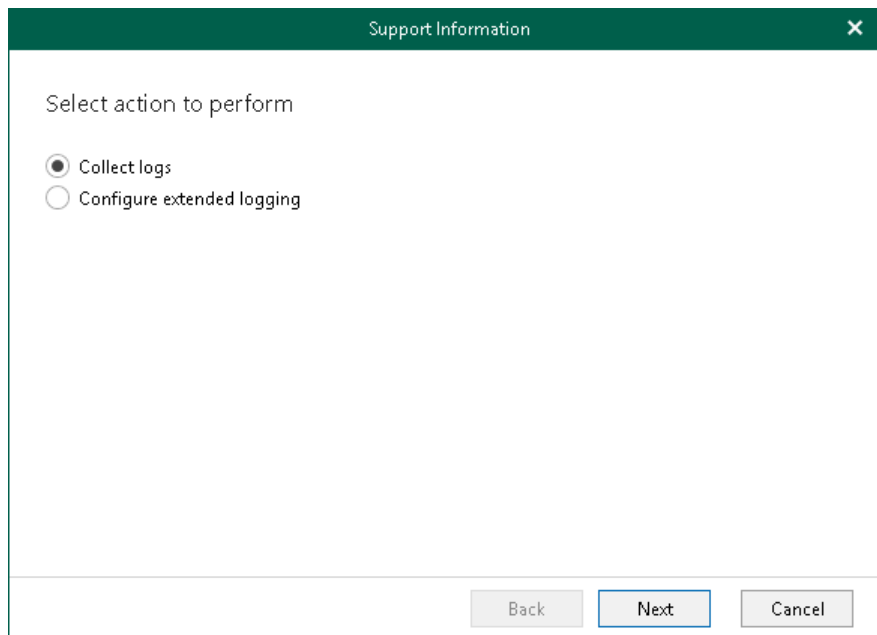 Support Information
Select action to perform
Collect logs
Configure extended logging
Back Next Cancel